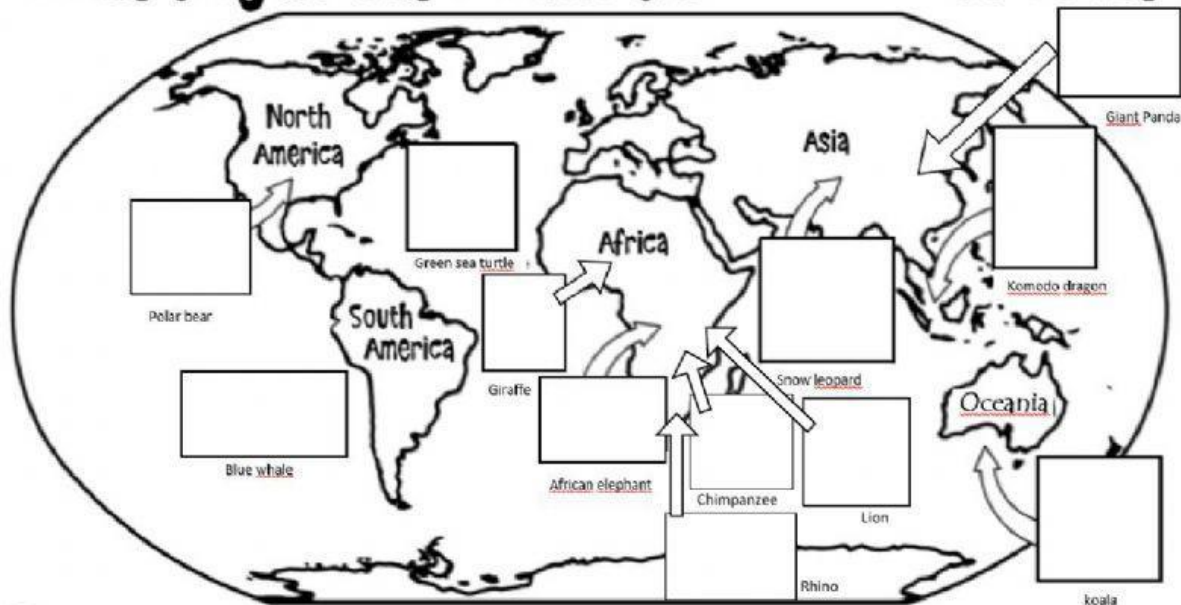 Giant Panda
North
America
Asia
Green sea turtle
Africa
Komodo dragon
Polar bear
South
America
Giraffe
Snow leopard
Oceania
Blue whale
African elephant
Chimpanzee
Lion
Rhino
koala